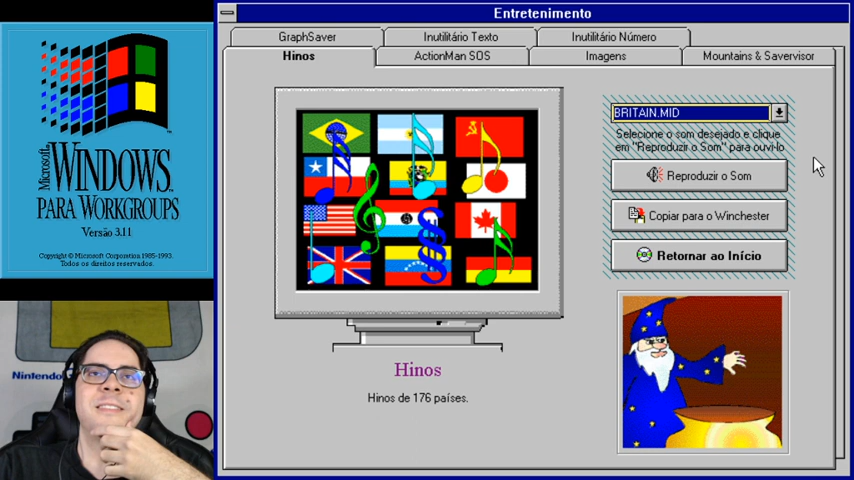 Microsoft
WINDOWS
PARA WORKGROUPS
Versão 3.11
Copyright © Microsoft Corporation 1985-1993.
Todos os direitos reservados.
Nintendo
Entretenimento
GraphSaver
Inutilitário Texto
Inutilitário Número
Hinos
ActionMan SOS
Imagens
Mountains & Savervisor
BRITAIN.MID
Selecione o som desejado e clique
em "Reproduzir o Som" para ouvi-lo
Reproduzir o Som
Copiar para o Winchester
Retornar ao Início
Hinos
Hinos de 176 países.